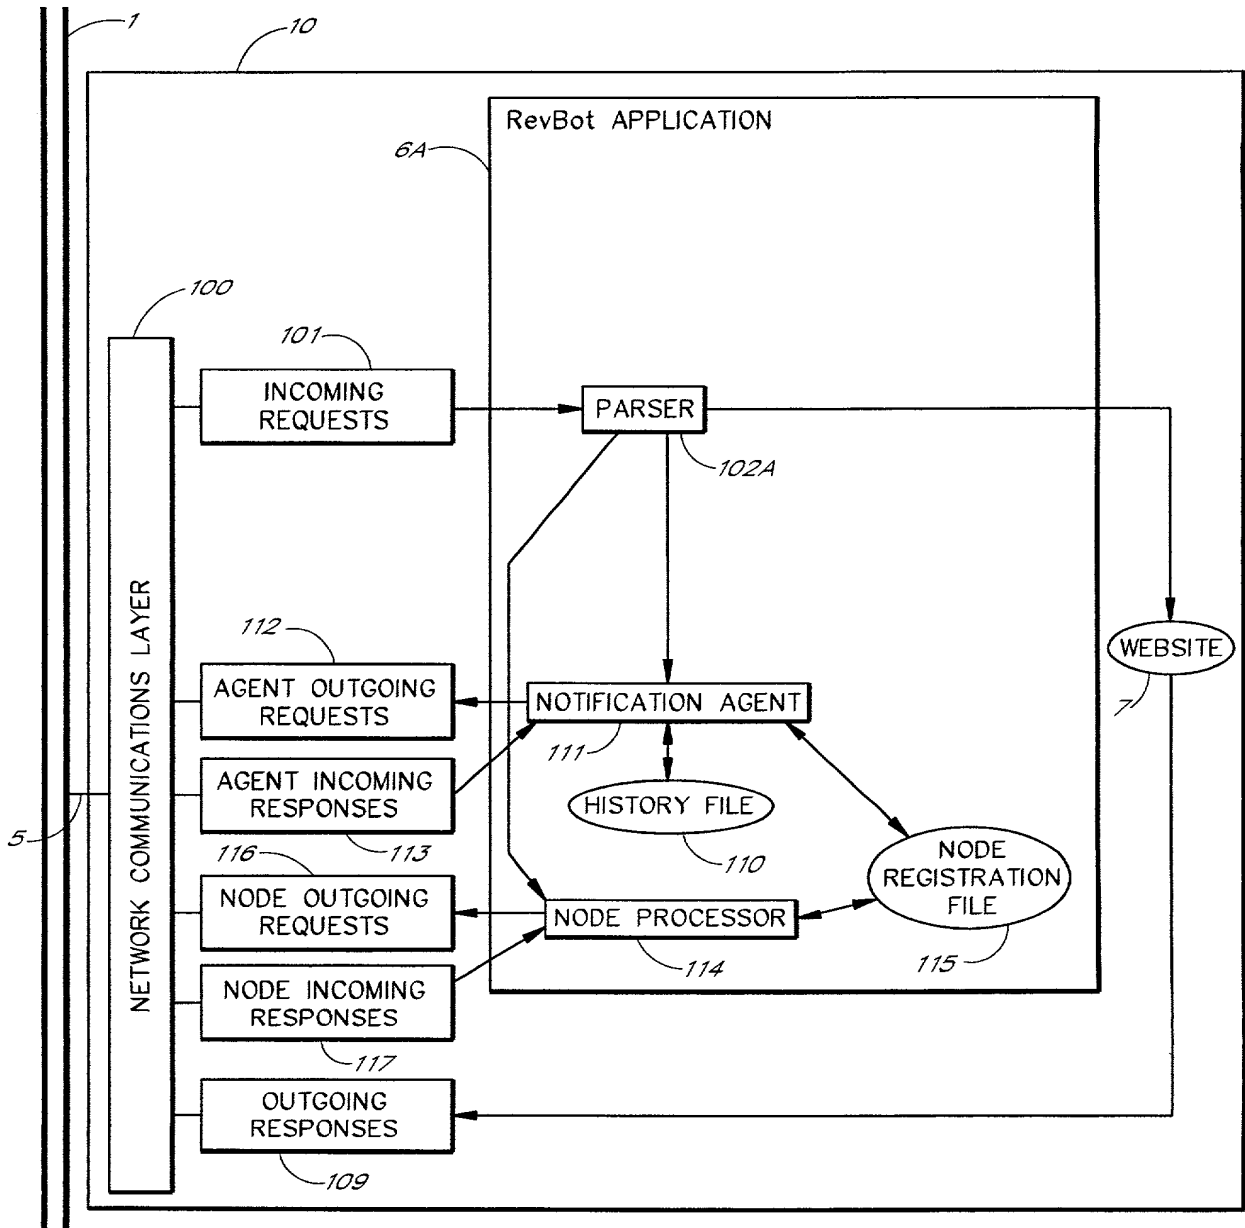 1
10
RevBot APPLICATION
6A
100
101
INCOMING
REQUESTS
PARSER
102A
NETWORK COMMUNICATIONS LAYER
112
AGENT OUTGOING
REQUESTS
NOTIFICATION AGENT
111
WEBSITE
7
AGENT INCOMING
RESPONSES
113
HISTORY FILE
110
5
116
NODE OUTGOING
REQUESTS
NODE PROCESSOR
114
NODE
REGISTRATION
FILE
115
NODE INCOMING
RESPONSES
117
OUTGOING
RESPONSES
109